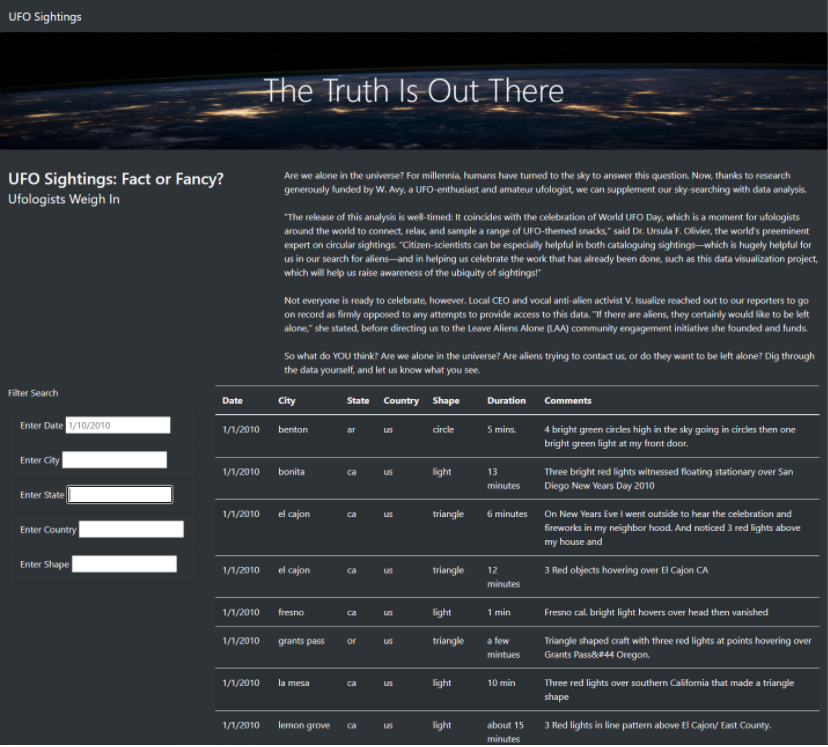 UFO Sightings
The Truth Is Out There
UFO Sightings: Fact or Fancy?
Ufologists Weigh In
Are we alone in the universe? For millennia, humans have turned to the sky to answer this question. Now, thanks to research
generously funded by W. Avy, a UFO-enthusiast and amateur ufologist, we can supplement our sky-searching with data analysis.
"The release of this analysis is well-timed: It coincides with the celebration of World UFO Day, which is a moment for ufologists
around the world to connect, relax, and sample a range of UFO-themed snacks," said Dr. Ursula F. Olivier, the world's preeminent
expert on circular sightings. "Citizen-scientists can be especially helpful in both cataloguing sightings—which is hugely helpful for
us in our search for aliens—and in helping us celebrate the work that has already been done, such as this data visualization project,
which will help us raise awareness of the ubiquity of sightings!"
Not everyone is ready to celebrate, however. Local CEO and vocal anti-alien activist V. Isualize reached out to our reporters to go
on record as firmly opposed to any attempts to provide access to this data. "If there are aliens, they certainly would like to be left
alone," she stated, before directing us to the Leave Aliens Alone (LAA) community engagement initiative she founded and funds.
So what do YOU think? Are we alone in the universe? Are aliens trying to contact us, or do they want to be left alone? Dig through
the data yourself, and let us know what you see.
Filter Search
Enter Date 1/10/2010
Enter City
Enter State
Enter Country
Enter Shape
Date City State Country Shape Duration Comments
1/1/2010 benton ar us circle 5 mins. 4 bright green circles high in the sky going in circles then one
bright green light at my front door.
1/1/2010 bonita ca us light 13 Three bright red lights witnessed floating stationary over San
minutes Diego New Years Day 2010
1/1/2010 el cajon ca us triangle 6 minutes On New Years Eve I went outside to hear the celebration and
fireworks in my neighbor hood. And noticed 3 red lights above
my house and
1/1/2010 el cajon ca us triangle 12 3 Red objects hovering over El Cajon CA
minutes
1/1/2010 fresno ca us light 1 min Fresno cal. bright light hovers over head then vanished
1/1/2010 grants pass or us triangle a few Triangle shaped craft with three red lights at points hovering over
mintues Grants Pass&#44 Oregon.
1/1/2010 la mesa ca us light 10 min Three red lights over southern California that made a triangle
shape
1/1/2010 lemon grove ca us light about 15 3 Red lights in line pattern above El Cajon/ East County.
minutes